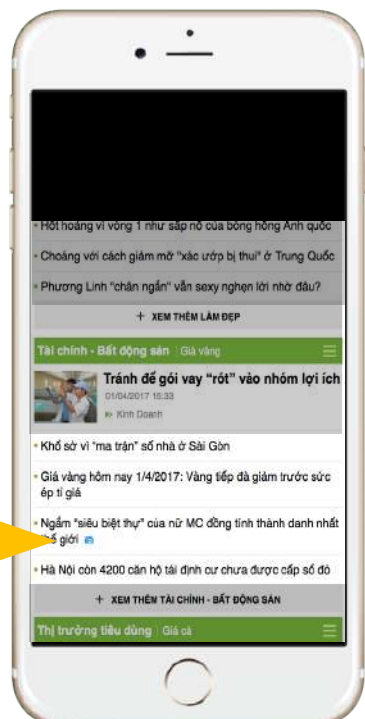 Hốt hoảng vì vòng 1 như sắp nổ của bông hồng Anh quốc
Choáng với cách giảm mỡ "xác ướp bị thui" ở Trung Quốc
Phương Linh "chân ngắn" vẫn sexy nghẹn lời nhờ đâu?
+ XEM THÊM LÀM ĐẸP
Tài chính - Bất động sản | Giá vàng
Tránh để gói vay "rót" vào nhóm lợi ích
01/04/2017 15:33
Kinh Doanh
Khổ sở vì "ma trận" số nhà ở Sài Gòn
Giá vàng hôm nay 1/4/2017: Vàng tiếp đà giảm trước sức
ép tỉ giá
Ngắm "siêu biệt thự" của nữ MC đồng tính thành danh nhất
thế giới
Hà Nội còn 4200 căn hộ tái định cư chưa được cấp sổ đỏ
+ XEM THÊM TÀI CHÍNH - BẤT ĐỘNG SẢN
Thị trường tiêu dùng | Giá cả